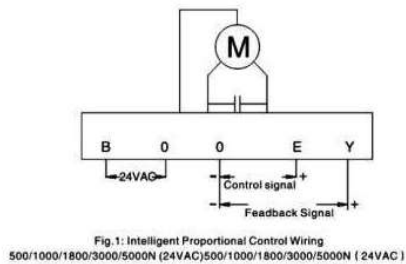 M
B 0 0 E Y
24VAC
- Control signal +
- Feadback Signal +
Fig.1: Intelligent Proportional Control Wiring
500/1000/1800/3000/5000N (24VAC)500/1000/1800/3000/5000N ( 24VAC )